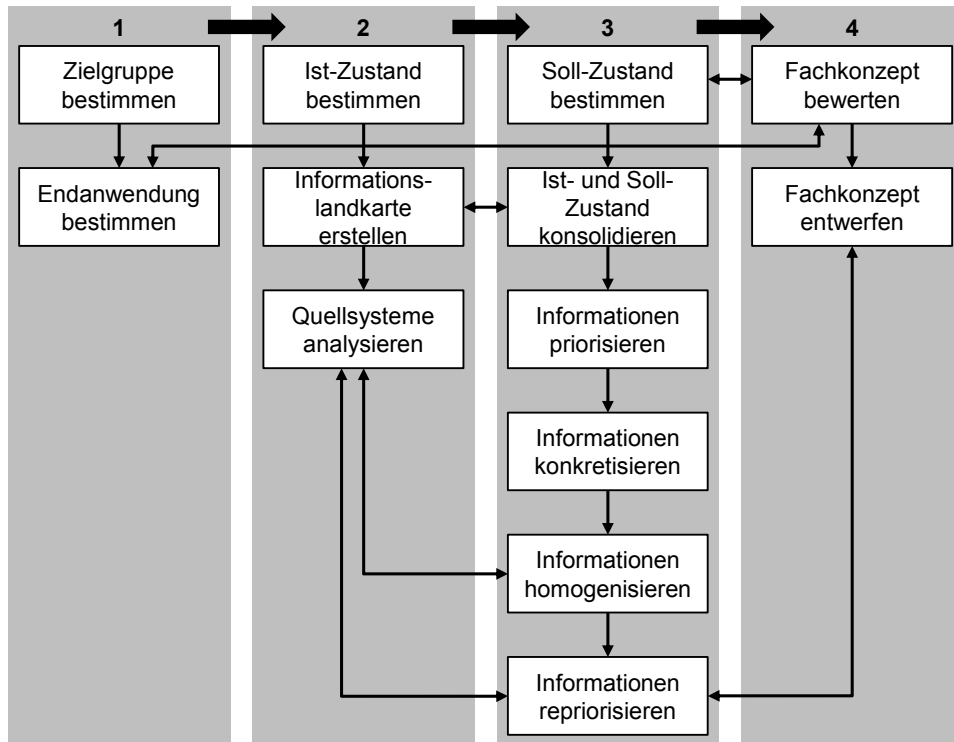 1
2
3
4
Zielgruppe
bestimmen
Endanwendung
bestimmen
Ist-Zustand
bestimmen
Informations-
landkarte
erstellen
Quellsysteme
analysieren
Soll-Zustand
bestimmen
Ist- und Soll-
Zustand
konsolidieren
Informationen
priorisieren
Informationen
konkretisieren
Informationen
homogenisieren
Informationen
repriorisieren
Fachkonzept
bewerten
Fachkonzept
entwerfen